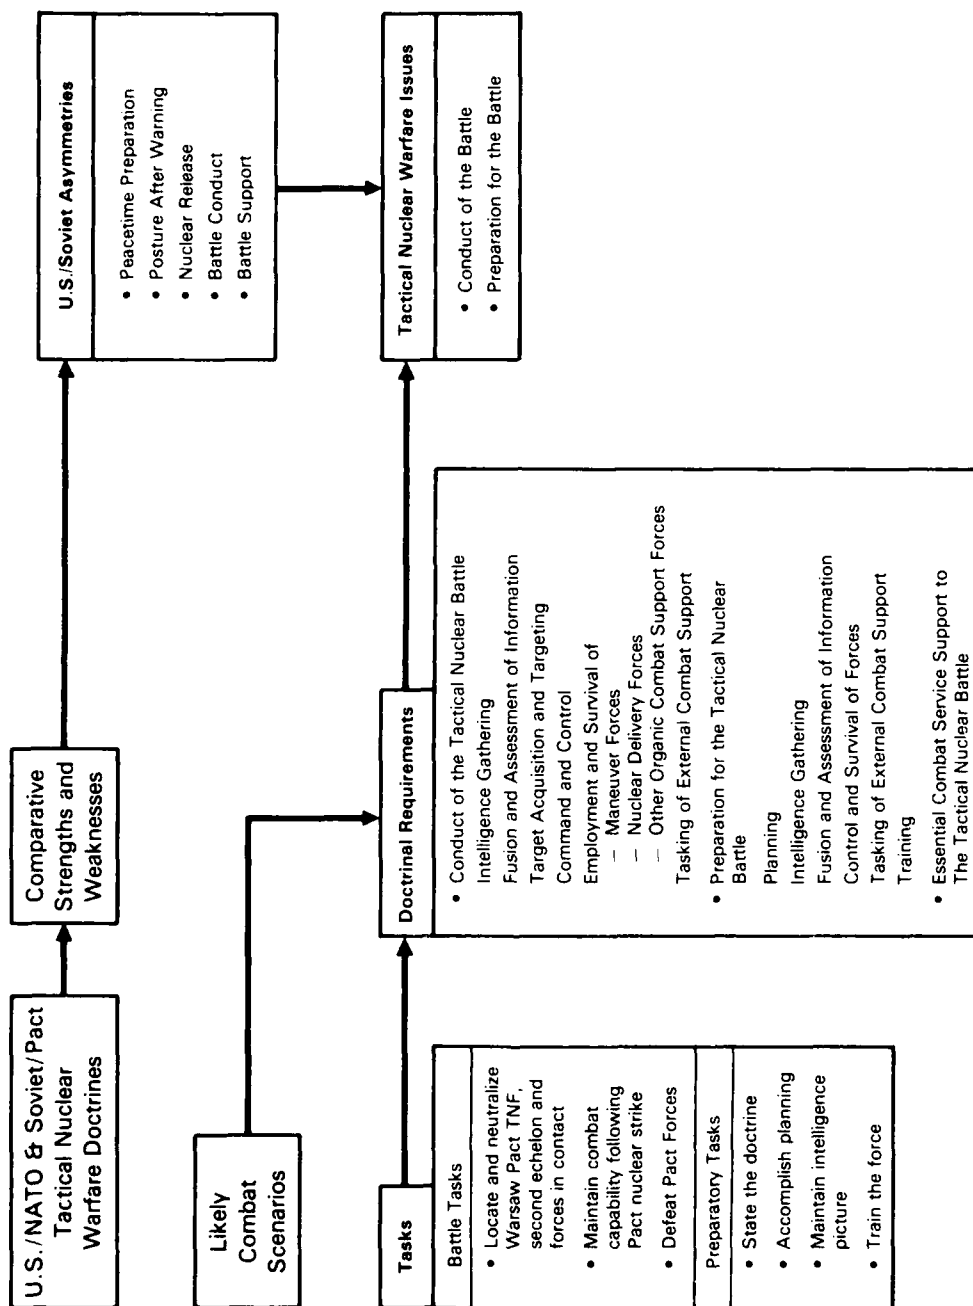 U.S./NATO & Soviet/Pact
Tactical Nuclear
Warfare Doctrines
Comparative
Strengths and
Weaknesses
U.S./Soviet Asymmetries
• Peacetime Preparation
• Posture After Warning
• Nuclear Release
• Battle Conduct
• Battle Support
Likely
Combat
Scenarios
Tasks
Battle Tasks
• Locate and neutralize
Warsaw Pact TNF,
second echelon and
forces in contact
• Maintain combat
capability following
Pact nuclear strike
• Defeat Pact Forces
Preparatory Tasks
• State the doctrine
• Accomplish planning
• Maintain intelligence
picture
• Train the force
Doctrinal Requirements
• Conduct of the Tactical Nuclear Battle
Intelligence Gathering
Fusion and Assessment of Information
Target Acquisition and Targeting
Command and Control
Employment and Survival of
– Maneuver Forces
– Nuclear Delivery Forces
– Other Organic Combat Support Forces
Tasking of External Combat Support
• Preparation for the Tactical Nuclear
Battle
Planning
Intelligence Gathering
Fusion and Assessment of Information
Control and Survival of Forces
Tasking of External Combat Support
Training
• Essential Combat Service Support to
The Tactical Nuclear Battle
Tactical Nuclear Warfare Issues
• Conduct of the Battle
• Preparation for the Battle